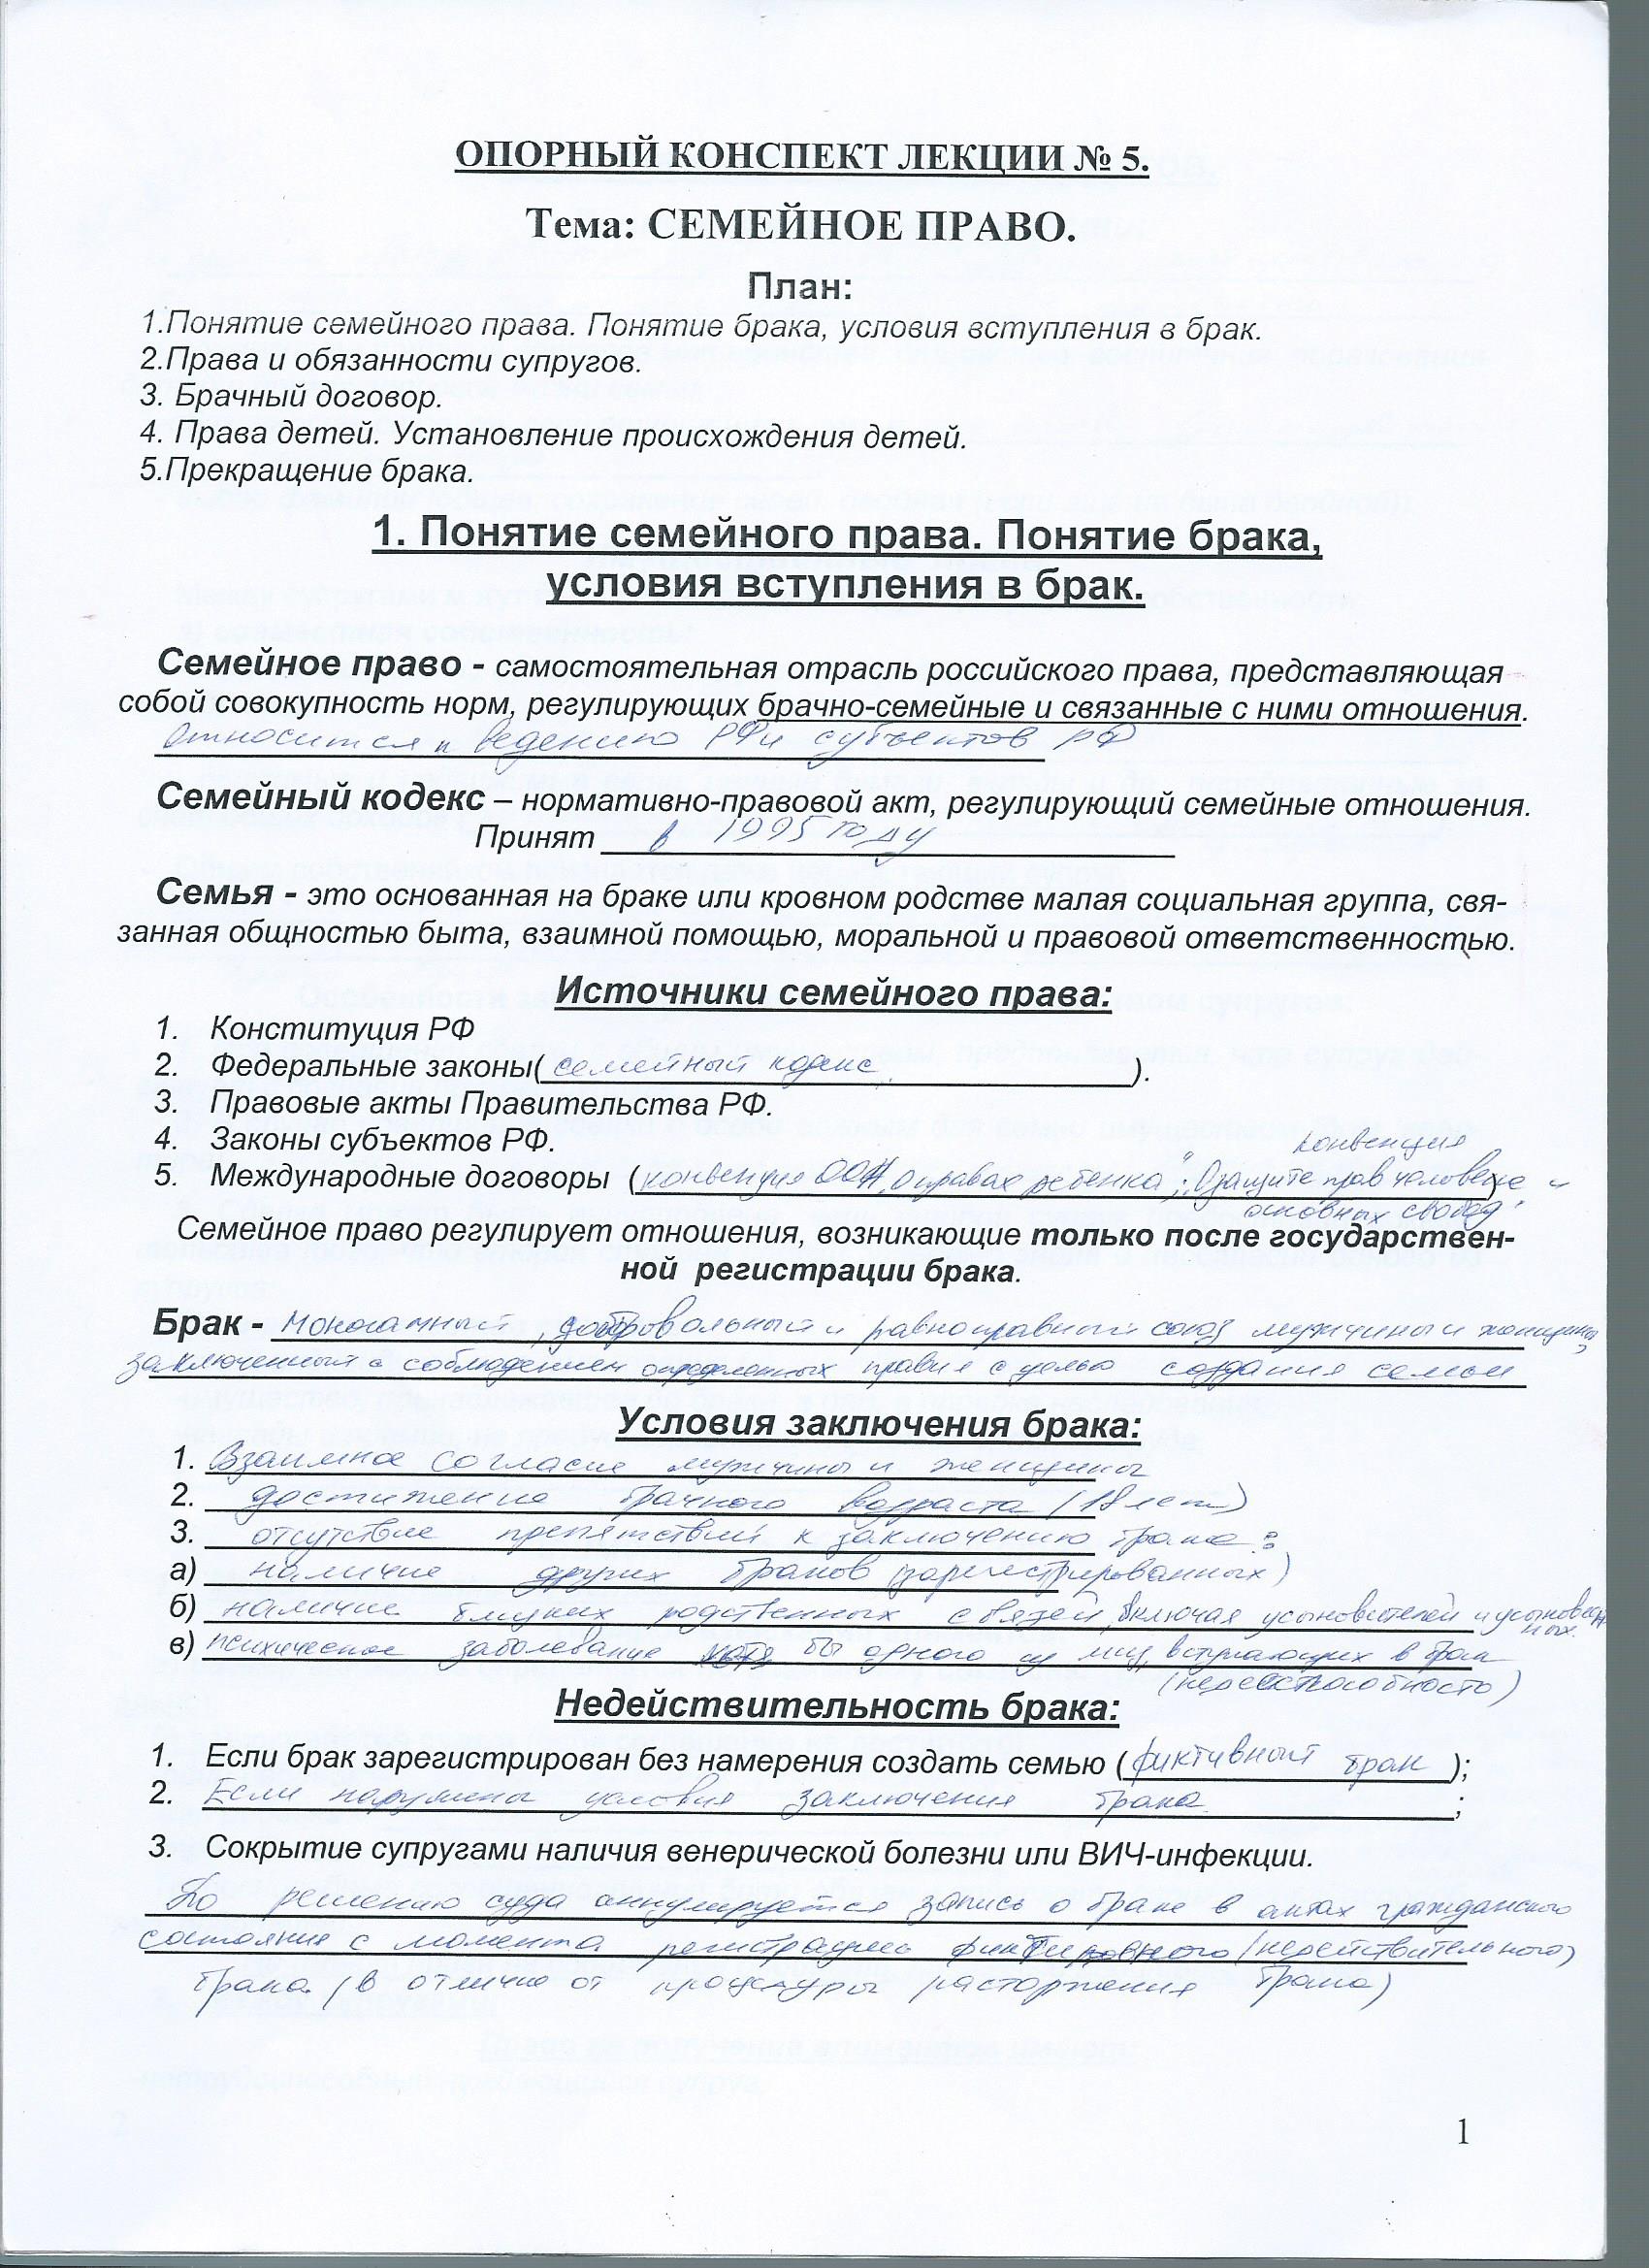 ОПОРНЫЙ КОНСПЕКТ ЛЕКЦИИ № 5.
Тема: СЕМЕЙНОЕ ПРАВО.
План:
1.Понятие семейного права. Понятие брака, условия вступления в брак.
2.Права и обязанности супругов.
3. Брачный договор.
4. Права детей. Установление происхождения детей.
5.Прекращение брака.
1. Понятие семейного права. Понятие брака,
условия вступления в брак.
Семейное право - самостоятельная отрасль российского права, представляющая
собой совокупность норм, регулирующих брачно-семейные и связанные с ними отношения.
Относится к ведению РФ и субъектов РФ
Семейный кодекс – нормативно-правовой акт, регулирующий семейные отношения.
Принят в 1995 году
Семья - это основанная на браке или кровном родстве малая социальная группа, свя-
занная общностью быта, взаимной помощью, моральной и правовой ответственностью.
Источники семейного права:
1. Конституция РФ
2. Федеральные законы( семейный кодекс ).
3. Правовые акты Правительства РФ.
4. Законы субъектов РФ.
конвенция
5. Международные договоры (конвенция ООН „О правах ребенка"; „О защите прав человека и)
основных свобод"
Семейное право регулирует отношения, возникающие только после государствен-
ной регистрации брака.
Брак - моногамный, добровольный и равноправный союз мужчины и женщины,
заключенный с соблюдением определенных правил с целью создания семьи
Условия заключения брака:
1. Взаимное согласие мужчины и женщины
2. достижение брачного возраста (18 лет)
3. отсутствие препятствий к заключению брака:
а) наличие других браков (зарегистрированных)
б) наличие близких родственных связей, включая усыновителей и усыновлен
ных.
в) психическое заболевание хотя бы одного из лиц, вступающих в брак
(недееспособность)
Недействительность брака:
1. Если брак зарегистрирован без намерения создать семью (фиктивный брак);
2. Если нарушены условия заключения брака ;
3. Сокрытие супругами наличия венерической болезни или ВИЧ-инфекции.
По решению суда аннулируется запись о браке в актах гражданского
состояния с момента регистрации (недействительного)
брака (в отличие от процедуры расторжения брака)
1